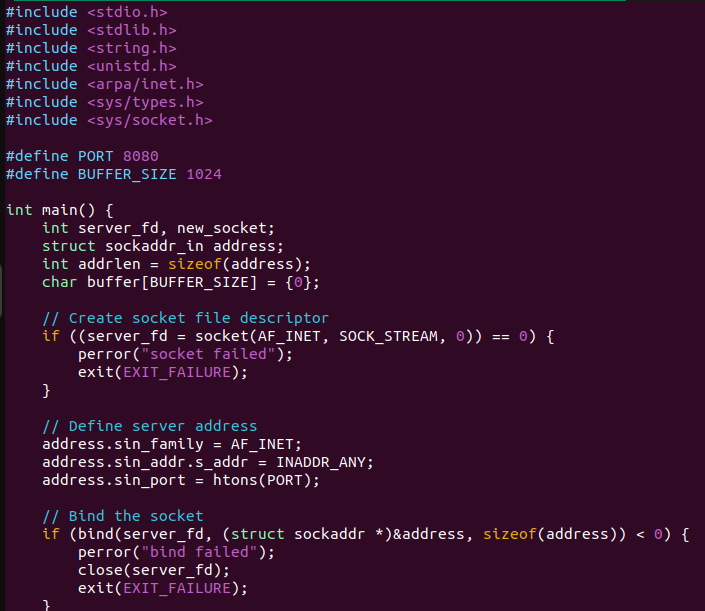 #include <stdio.h>
#include <stdlib.h>
#include <string.h>
#include <unistd.h>
#include <arpa/inet.h>
#include <sys/types.h>
#include <sys/socket.h>

#define PORT 8080
#define BUFFER_SIZE 1024

int main() {
    int server_fd, new_socket;
    struct sockaddr_in address;
    int addrlen = sizeof(address);
    char buffer[BUFFER_SIZE] = {0};

    // Create socket file descriptor
    if ((server_fd = socket(AF_INET, SOCK_STREAM, 0)) == 0) {
        perror("socket failed");
        exit(EXIT_FAILURE);
    }

    // Define server address
    address.sin_family = AF_INET;
    address.sin_addr.s_addr = INADDR_ANY;
    address.sin_port = htons(PORT);

    // Bind the socket
    if (bind(server_fd, (struct sockaddr *)&address, sizeof(address)) < 0) {
        perror("bind failed");
        close(server_fd);
        exit(EXIT_FAILURE);
    }